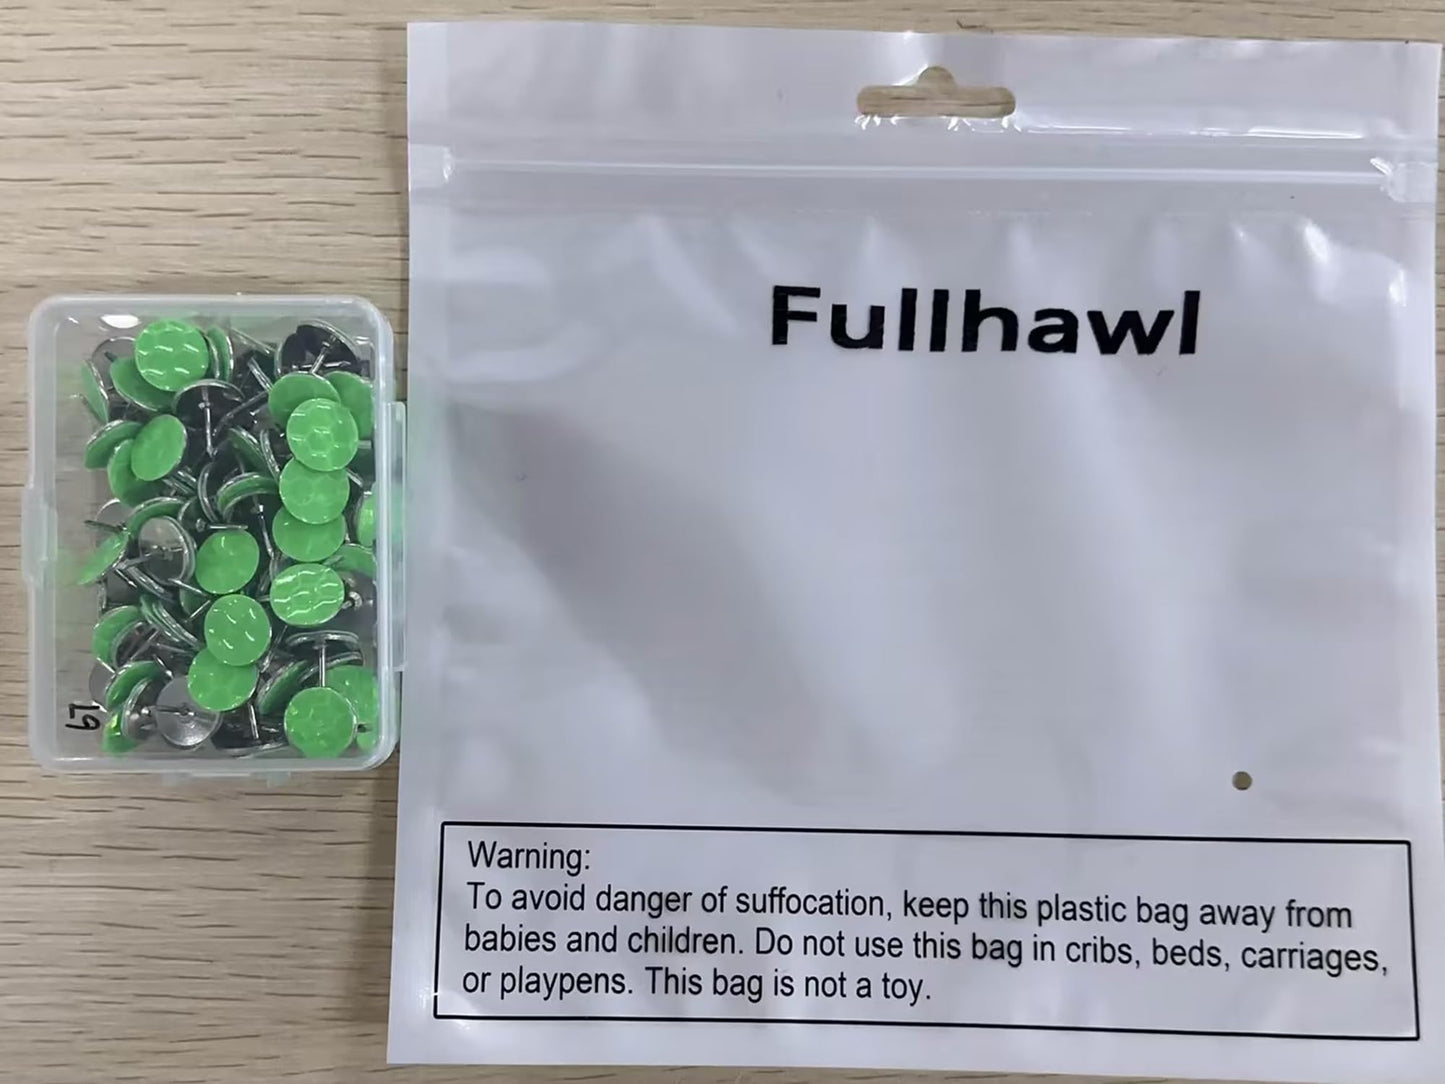 Fullhawl
67
Warning:
To avoid danger of suffocation, keep this plastic bag away from
babies and children. Do not use this bag in cribs, beds, carriages,
or playpens. This bag is not a toy.